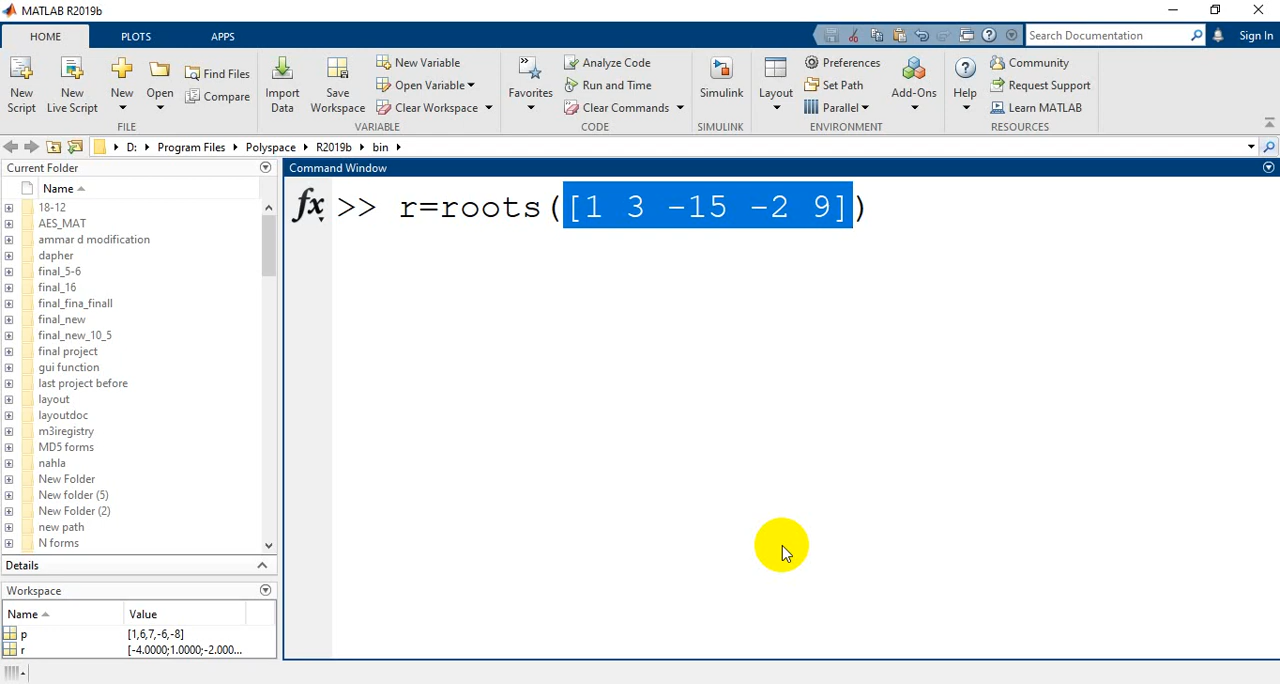 MATLAB R2019b
HOME PLOTS APPS
Search Documentation
Sign In
New Script
New Live Script
New
Open
Find Files
Compare
FILE
Import Data
Save Workspace
New Variable
Open Variable
Clear Workspace
VARIABLE
Favorites
Analyze Code
Run and Time
Clear Commands
CODE
Simulink
SIMULINK
Layout
Preferences
Set Path
Parallel
ENVIRONMENT
Add-Ons
Help
Community
Request Support
Learn MATLAB
RESOURCES
D: Program Files Polyspace R2019b bin
Current Folder
Name
18-12
AES_MAT
ammar d modification
dapher
final_5-6
final_16
final_fina_finall
final_new
final_new_10_5
final project
gui function
last project before
layout
layoutdoc
m3iregistry
MD5 forms
nahla
New Folder
New folder (5)
New Folder (2)
new path
N forms
Details
Workspace
Name Value
p [1,6,7,-6,-8]
r [-4.0000;1.0000;-2.000...
Command Window
fx >> r=roots([1 3 -15 -2 9])